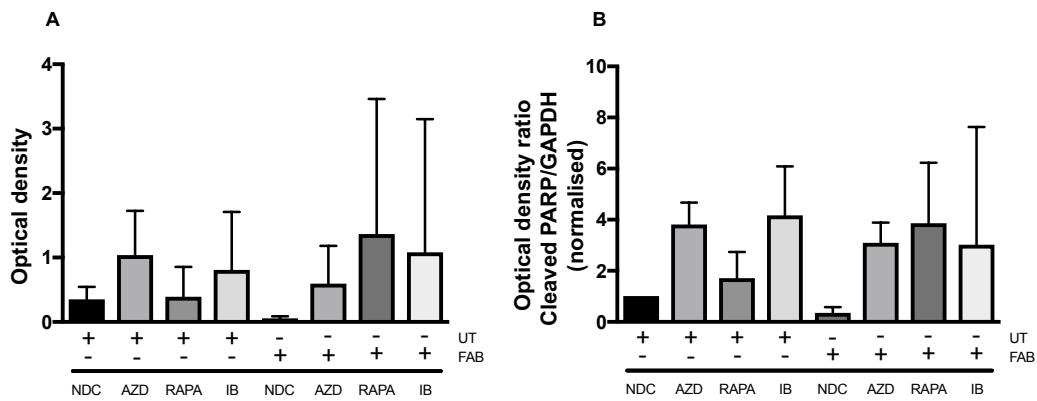 A
Optical density
4
3
2
1
0
+ + + + - - - - UT
- - - - + + + + FAB
NDC AZD RAPA IB NDC AZD RAPA IB
B
Optical density ratio
Cleaved PARP/GAPDH
(normalised)
10
8
6
4
2
0
+ + + + - - - - UT
- - - - + + + + FAB
NDC AZD RAPA IB NDC AZD RAPA IB